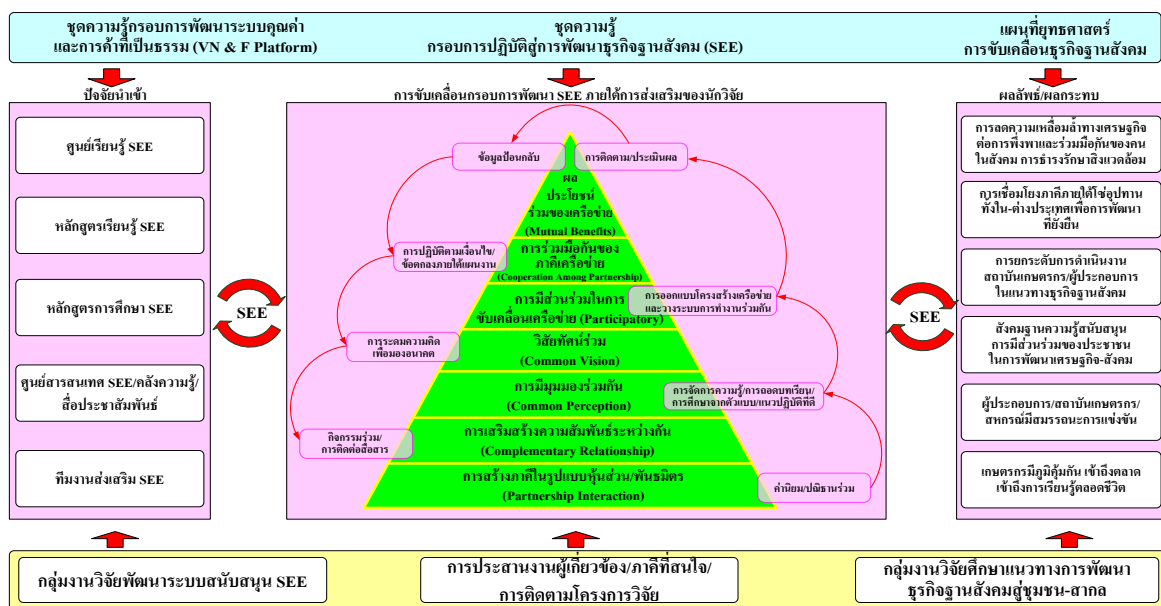 ชุดความรู้กรอบการพัฒนาระบบคุณค่า
และการค้าที่เป็นธรรม (VN & F Platform)
ชุดความรู้
กรอบการปฏิบัติสู่การพัฒนาธุรกิจฐานสังคม (SEE)
แผนที่ยุทธศาสตร์
การขับเคลื่อนธุรกิจฐานสังคม
ปัจจัยนำเข้า
ศูนย์เรียนรู้ SEE
หลักสูตรเรียนรู้ SEE
หลักสูตรการศึกษา SEE
ศูนย์สารสนเทศ SEE/คลังความรู้/
สื่อประชาสัมพันธ์
ทีมงานส่งเสริม SEE
SEE
การขับเคลื่อนกรอบการพัฒนา SEE ภายใต้การส่งเสริมของนักวิจัย
ข้อมูลป้อนกลับ
การติดตาม/ประเมินผล
ผล
ประโยชน์
ร่วมของเครือข่าย
(Mutual Benefits)
การปฏิบัติตามเงื่อนไข/
ข้อตกลงภายใต้แผนงาน
การร่วมมือกันของ
ภาคีเครือข่าย
(Cooperation Among Partnership)
การมีส่วนร่วมในการ
ขับเคลื่อนเครือข่าย (Participatory)
การออกแบบโครงสร้างเครือข่าย
และวางระบบการทำงานร่วมกัน
การระดมความคิด
เพื่อมองอนาคต
วิสัยทัศน์ร่วม
(Common Vision)
การมีมุมมองร่วมกัน
(Common Perception)
การจัดการความรู้/การถอดบทเรียน/
การศึกษาจากตัวแบบ/แนวปฏิบัติที่ดี
กิจกรรมร่วม/
การติดต่อสื่อสาร
การเสริมสร้างความสัมพันธ์ระหว่างกัน
(Complementary Relationship)
การสร้างภาคีในรูปแบบหุ้นส่วน/พันธมิตร
(Partnership Interaction)
ค่านิยม/ปณิธานร่วม
SEE
ผลลัพธ์/ผลกระทบ
การลดความเหลื่อมล้ำทางเศรษฐกิจ
ต่อการพึ่งพาและร่วมมือกันของคน
ในสังคม การธำรงรักษาสิ่งแวดล้อม
การเชื่อมโยงภาคีภายใต้โซ่อุปทาน
ทั้งใน-ต่างประเทศเพื่อการพัฒนา
ที่ยั่งยืน
การยกระดับการดำเนินงาน
สถาบันเกษตรกร/ผู้ประกอบการ
ในแนวทางธุรกิจฐานสังคม
สังคมฐานความรู้สนับสนุน
การมีส่วนร่วมของประชาชน
ในการพัฒนาเศรษฐกิจ-สังคม
ผู้ประกอบการ/สถาบันเกษตรกร/
สหกรณ์มีสมรรถนะการแข่งขัน
เกษตรกรมีภูมิคุ้มกัน เข้าถึงตลาด
เข้าถึงการเรียนรู้ตลอดชีวิต
กลุ่มงานวิจัยพัฒนาระบบสนับสนุน SEE
การประสานงานผู้เกี่ยวข้อง/ภาคีที่สนใจ/
การติดตามโครงการวิจัย
กลุ่มงานวิจัยศึกษาแนวทางการพัฒนา
ธุรกิจฐานสังคมสู่ชุมชน-สากล